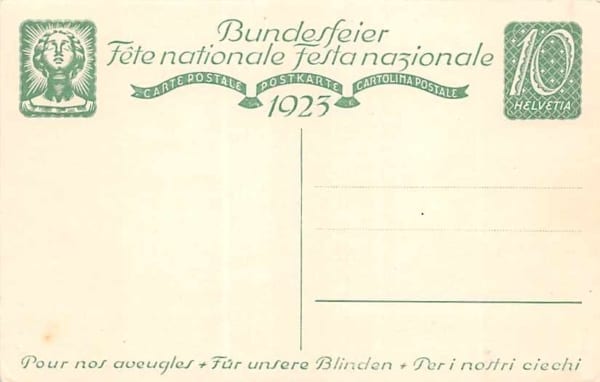 Bundesfeier
Fête nationale Festa nazionale
CARTE POSTALE POSTKARTE CARTOLINA POSTALE
1923
10
HELVETIA
Pour nos aveugles + Für unsere Blinden + Per i nostri ciechi